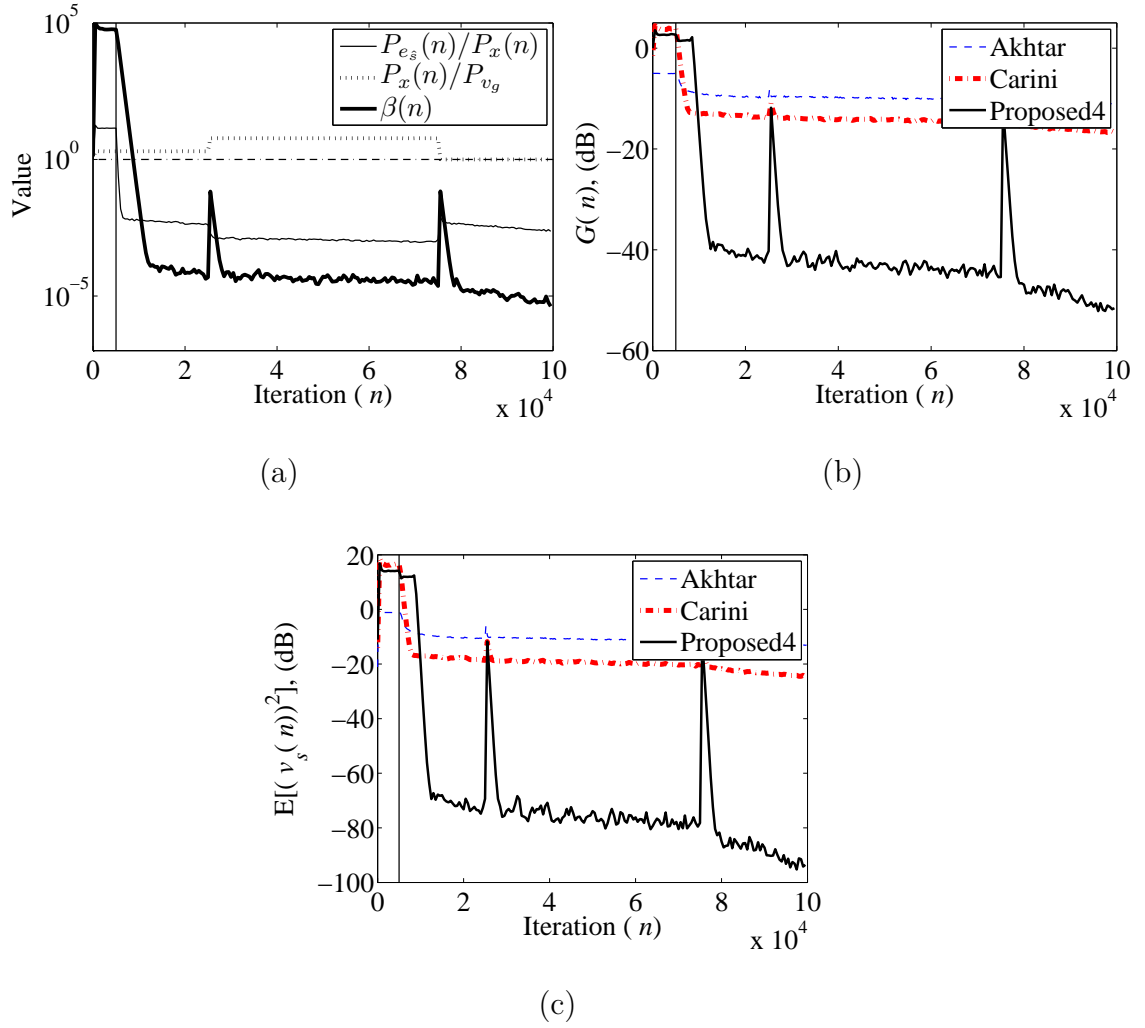 10^5
10^0
10^{-5}
Value
P_{e_ŝ}(n)/P_x(n)
P_x(n)/P_{v_g}
β(n)
0 2 4 6 8 10
Iteration ( n)
x 10^4
(a)
0
−20
−40
−60
G( n), (dB)
Akhtar
Carini
Proposed4
0 2 4 6 8 10
Iteration ( n)
x 10^4
(b)
20
0
−20
−40
−60
−80
−100
E[( v_s( n))^2], (dB)
Akhtar
Carini
Proposed4
0 2 4 6 8 10
Iteration ( n)
x 10^4
(c)